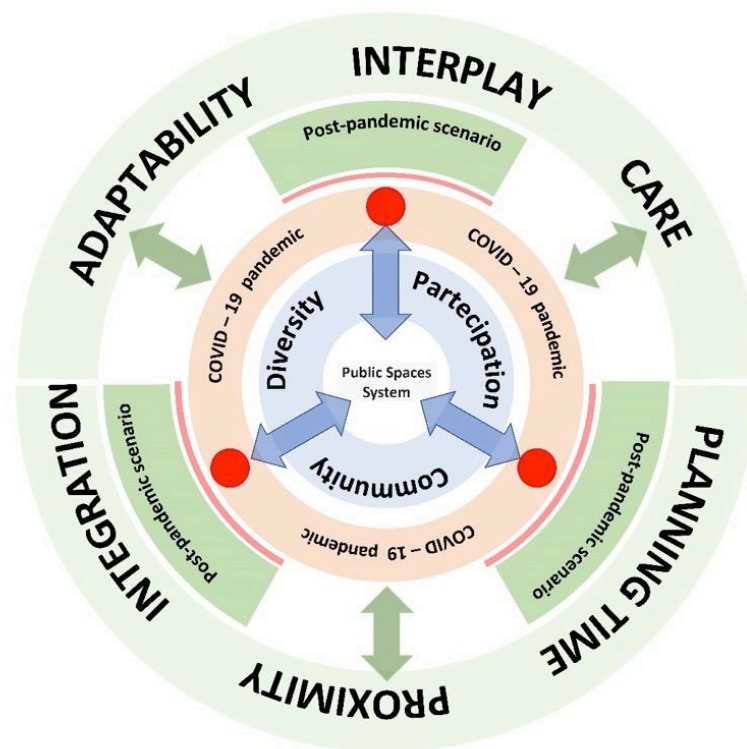 INTERPLAY
CARE
PLANNING TIME
PROXIMITY
INTEGRATION
ADAPTABILITY
Post-pandemic scenario
Post-pandemic scenario
Post-pandemic scenario
COVID – 19 pandemic
COVID – 19 pandemic
COVID – 19 pandemic
Diversity
Partecipation
Community
Public Spaces
System